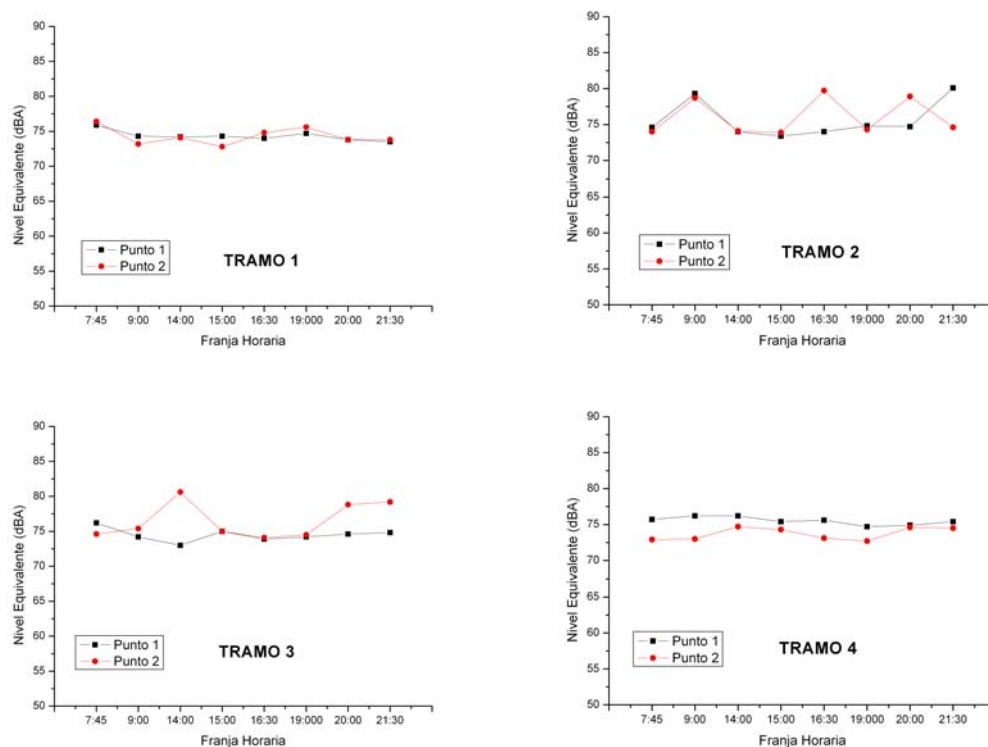 90
85
80
75
70
65
60
55
50
Nivel Equivalente (dBA)
Punto 1
Punto 2
TRAMO 1
7:45 9:00 14:00 15:00 16:30 19:000 20:00 21:30
Franja Horaria
90
85
80
75
70
65
60
55
50
Nivel Equivalente (dBA)
Punto 1
Punto 2
TRAMO 2
7:45 9:00 14:00 15:00 16:30 19:000 20:00 21:30
Franja Horaria
90
85
80
75
70
65
60
55
50
Nivel Equivalente (dBA)
Punto 1
Punto 2
TRAMO 3
7:45 9:00 14:00 15:00 16:30 19:000 20:00 21:30
Franja Horaria
90
85
80
75
70
65
60
55
50
Nivel Equivalente (dBA)
Punto 1
Punto 2
TRAMO 4
7:45 9:00 14:00 15:00 16:30 19:000 20:00 21:30
Franja Horaria